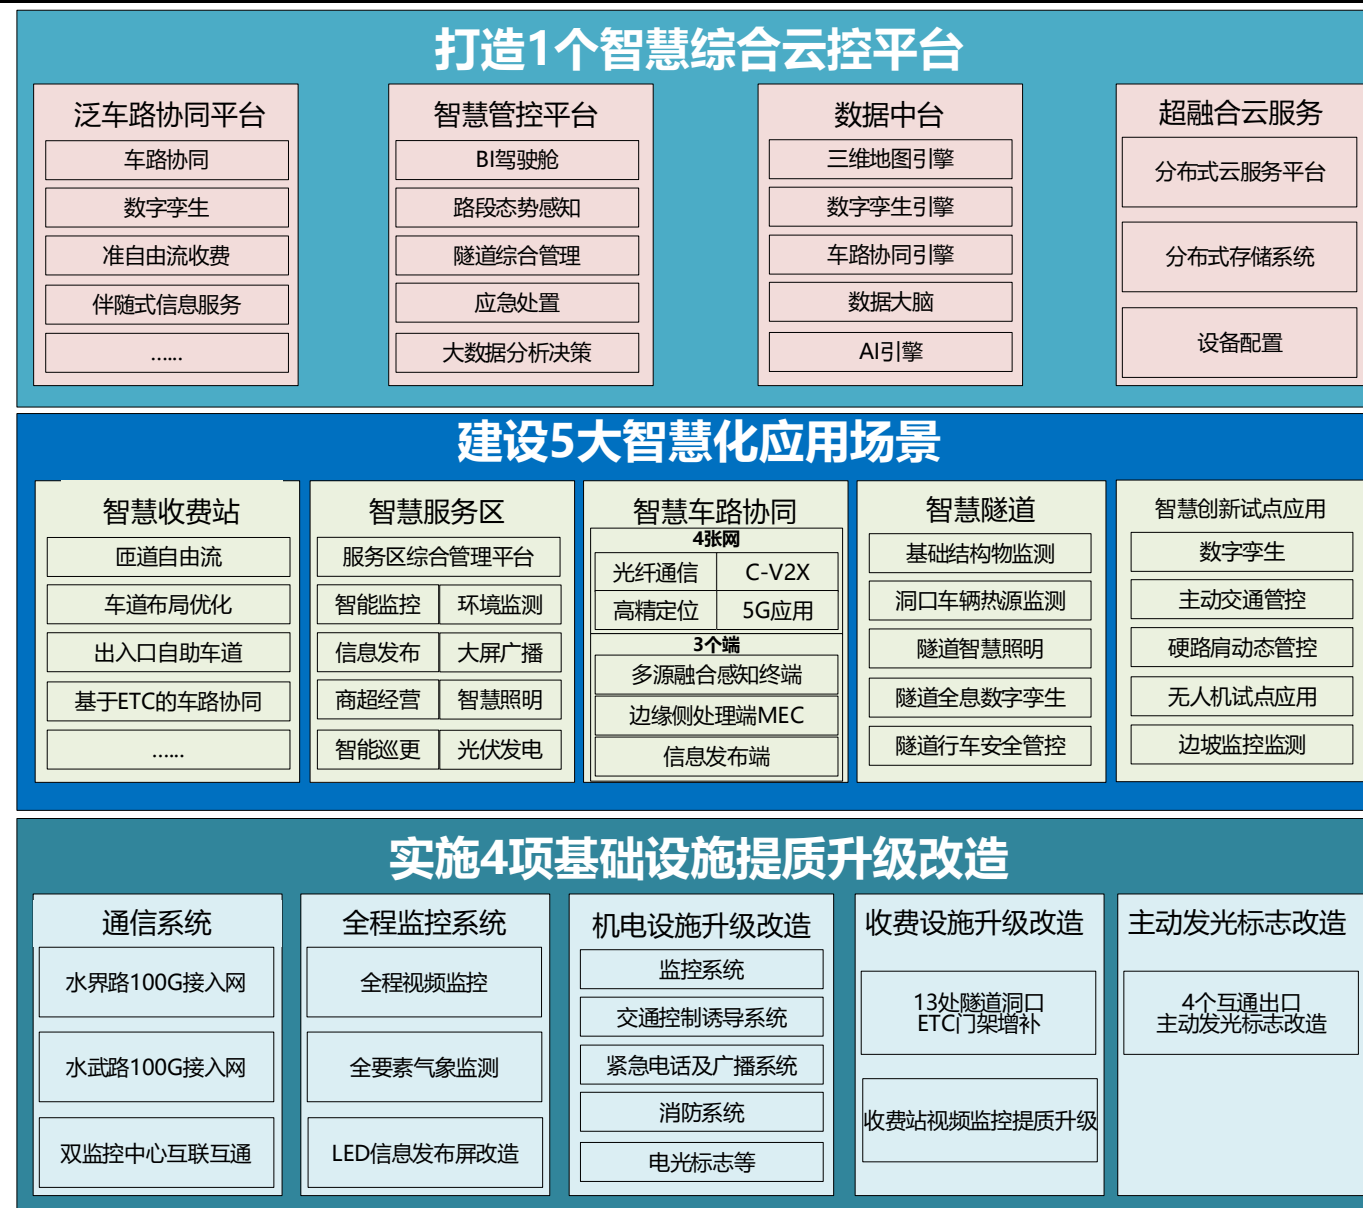 打造1个智慧综合云控平台
泛车路协同平台
车路协同
数字孪生
准自由流收费
伴随式信息服务
……
智慧管控平台
BI驾驶舱
路段态势感知
隧道综合管理
应急处置
大数据分析决策
数据中台
三维地图引擎
数字孪生引擎
车路协同引擎
数据大脑
AI引擎
超融合云服务
分布式云服务平台
分布式存储系统
设备配置
建设5大智慧化应用场景
智慧收费站
匝道自由流
车道布局优化
出入口自助车道
基于ETC的车路协同
……
智慧服务区
服务区综合管理平台
智能监控 环境监测
信息发布 大屏广播
商超经营 智慧照明
智能巡更 光伏发电
智慧车路协同
4张网
光纤通信 C-V2X
高精定位 5G应用
3个端
多源融合感知终端
边缘侧处理端MEC
信息发布端
智慧隧道
基础结构物监测
洞口车辆热源监测
隧道智慧照明
隧道全息数字孪生
隧道行车安全管控
智慧创新试点应用
数字孪生
主动交通管控
硬路肩动态管控
无人机试点应用
边坡监控监测
实施4项基础设施提质升级改造
通信系统
水界路100G接入网
水武路100G接入网
双监控中心互联互通
全程监控系统
全程视频监控
全要素气象监测
LED信息发布屏改造
机电设施升级改造
监控系统
交通控制诱导系统
紧急电话及广播系统
消防系统
电光标志等
收费设施升级改造
13处隧道洞口
ETC门架增补
收费站视频监控提质升级
主动发光标志改造
4个互通出口
主动发光标志改造